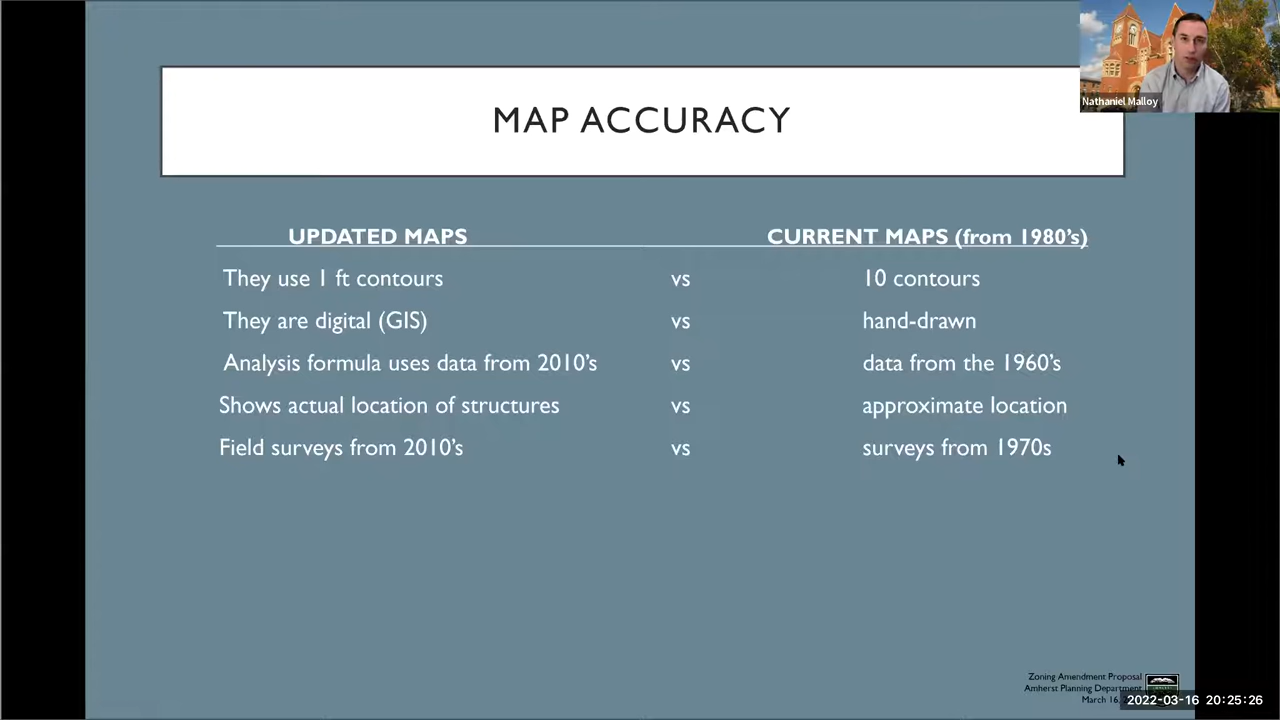 MAP ACCURACY
Nathaniel Malloy
UPDATED MAPS CURRENT MAPS (from 1980's)
They use 1 ft contours vs 10 contours
They are digital (GIS) vs hand-drawn
Analysis formula uses data from 2010's vs data from the 1960's
Shows actual location of structures vs approximate location
Field surveys from 2010's vs surveys from 1970s
Zoning Amendment Proposal
Amherst Planning Department
March 16,
2022-03-16 20:25:26